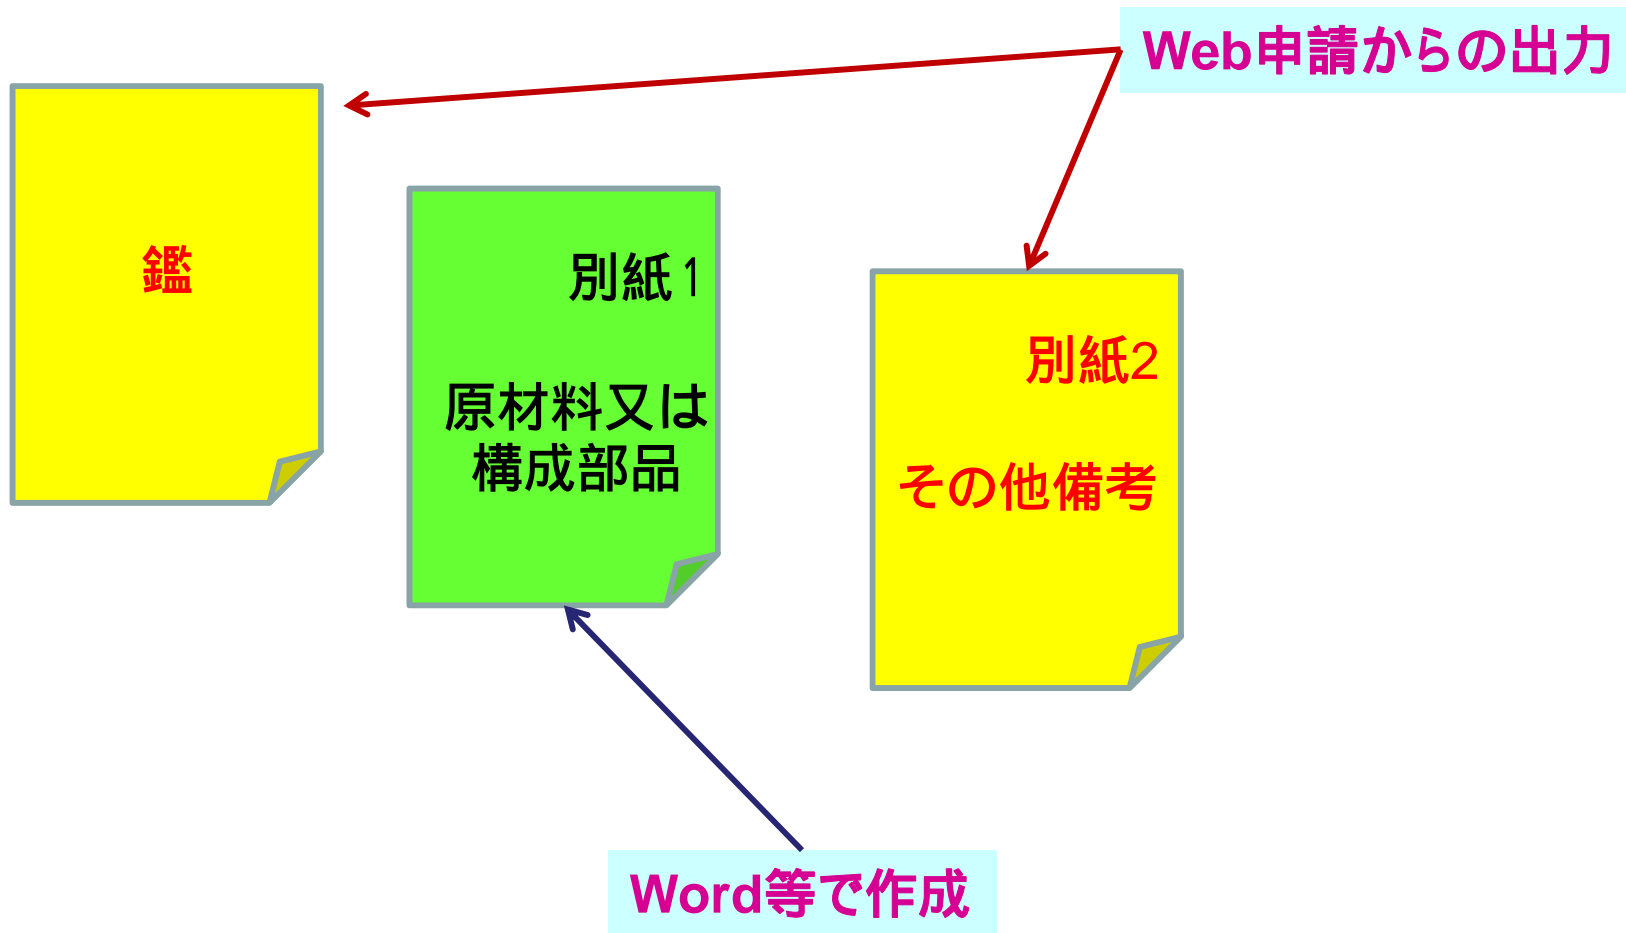 Web申請からの出力
鑑
別紙1
原材料又は
構成部品
別紙2
その他備考
Word等で作成